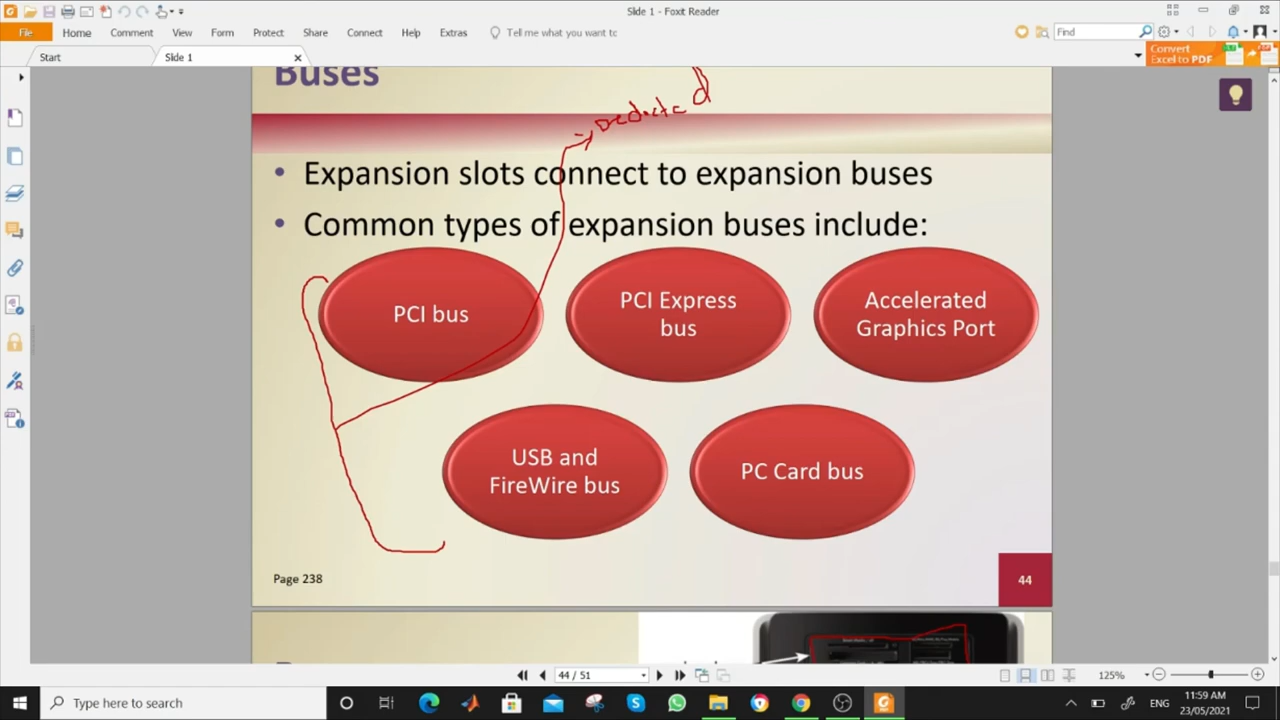 Slide 1 - Foxit Reader
File Home Comment View Form Protect Share Connect Help Extras Tell me what you want to Find
Convert
Excel to PDF
Start Slide 1
Buses
• Expansion slots connect to expansion buses
• Common types of expansion buses include:
PCI bus
PCI Express
bus
Accelerated
Graphics Port
USB and
FireWire bus
PC Card bus
Page 238
44
44 / 51
125%
Type here to search
ENG
11:59 AM
23/05/2021